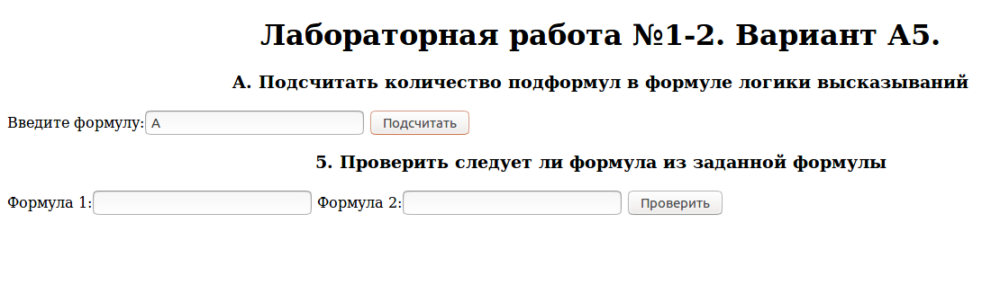 Лабораторная работа №1-2. Вариант А5.
А. Подсчитать количество подформул в формуле логики высказываний
Введите формулу: A Подсчитать
5. Проверить следует ли формула из заданной формулы
Формула 1: Формула 2: Проверить